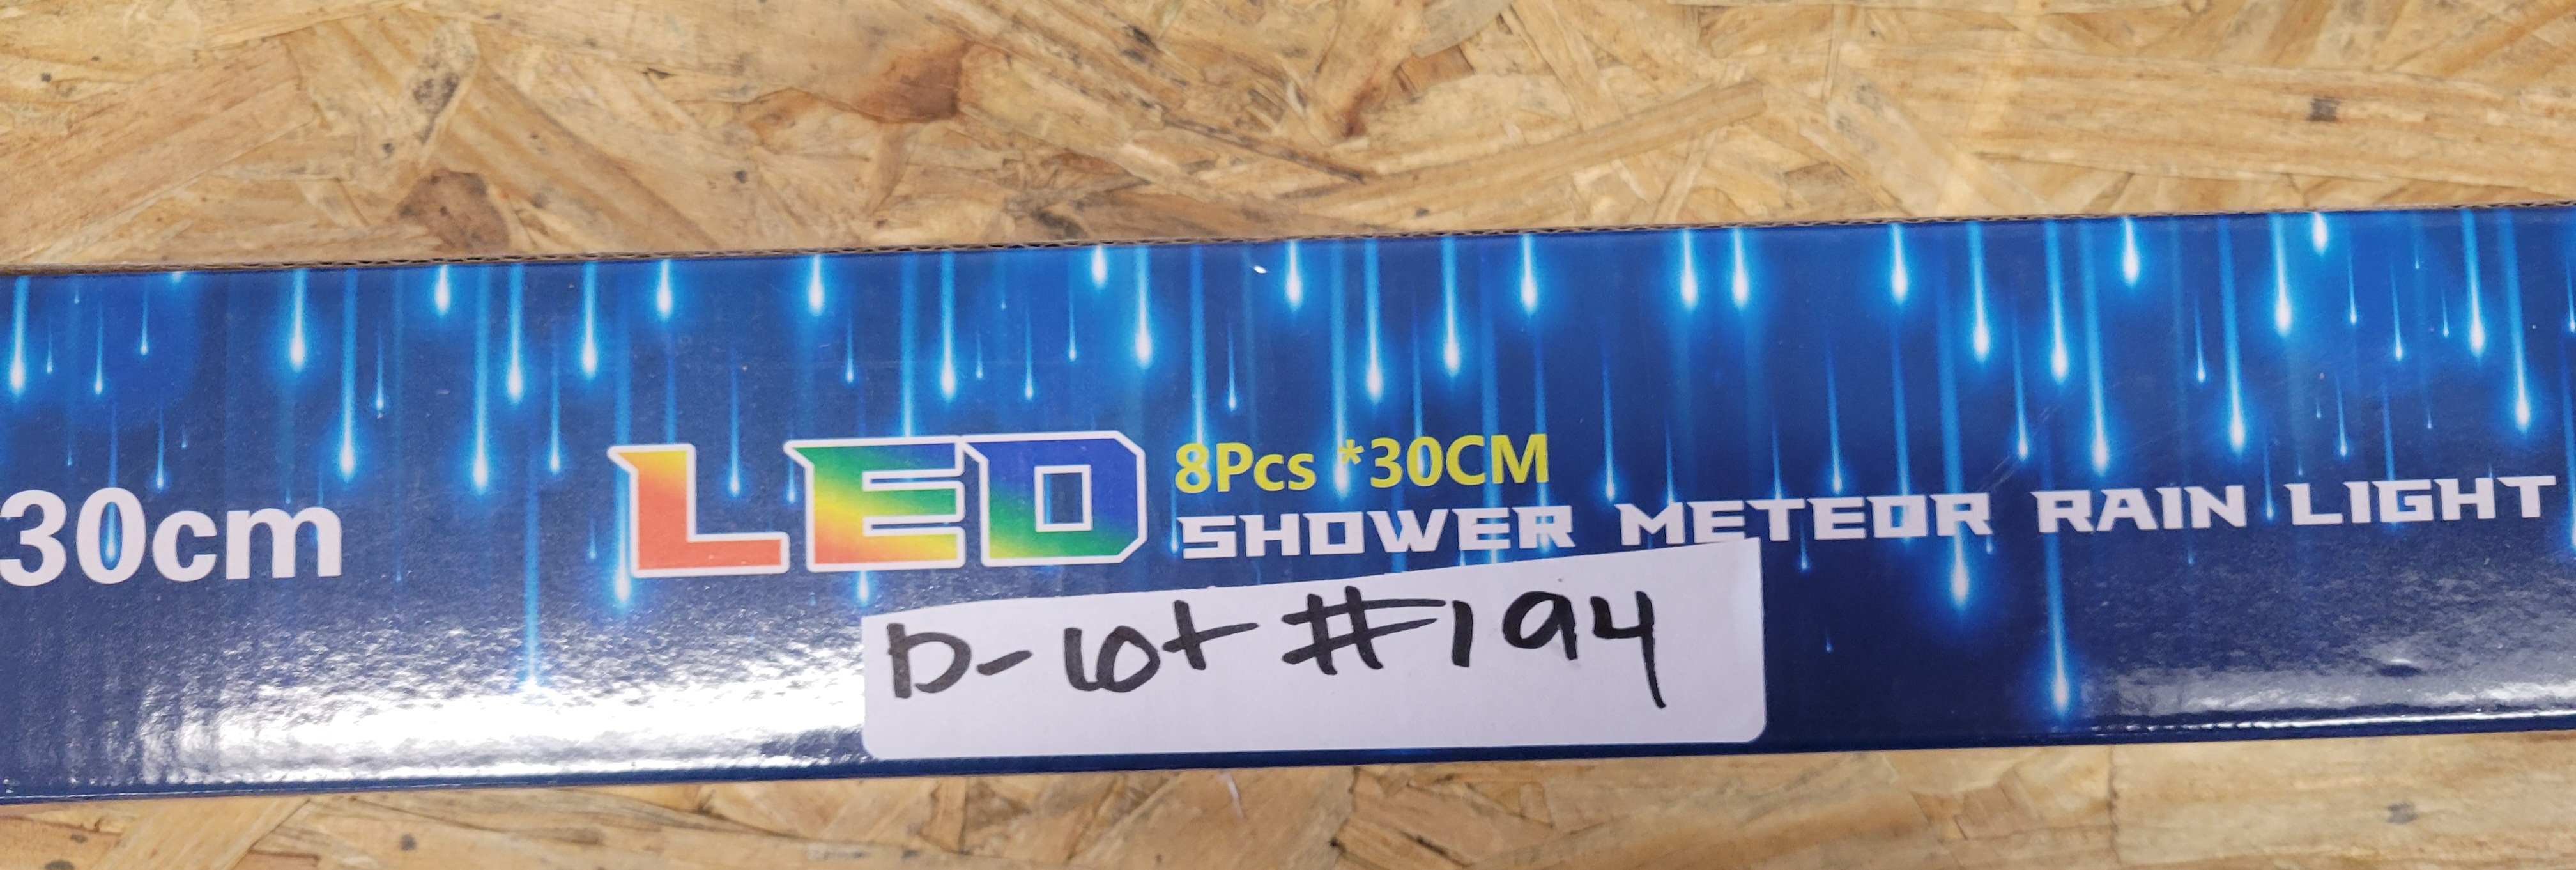 30cm
LED
8Pcs *30CM
SHOWER METEOR RAIN LIGHT
D-Lot #194